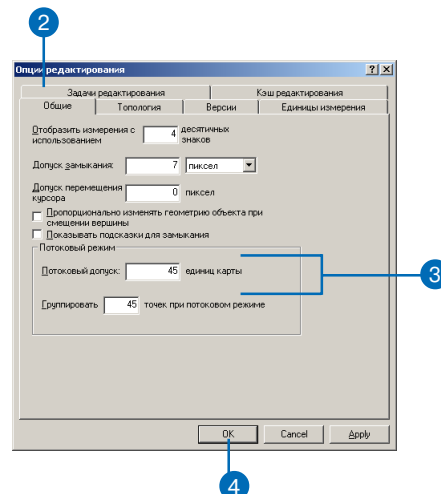 2
Опции редактирования
Задачи редактирования
Кэш редактирования
Общие
Топология
Версии
Единицы измерения
Отобразить измерения с использованием
4
десятичных знаков
Допуск замыкания:
7
пиксел
Допуск перемещения курсора
0
пиксел
Пропорционально изменять геометрию объекта при смещении вершины
Показывать подсказки для замыкания
Потоковый режим
Потоковый допуск:
45
единиц карты
3
Группировать
45
точек при потоковом режиме
OK
Cancel
Apply
4